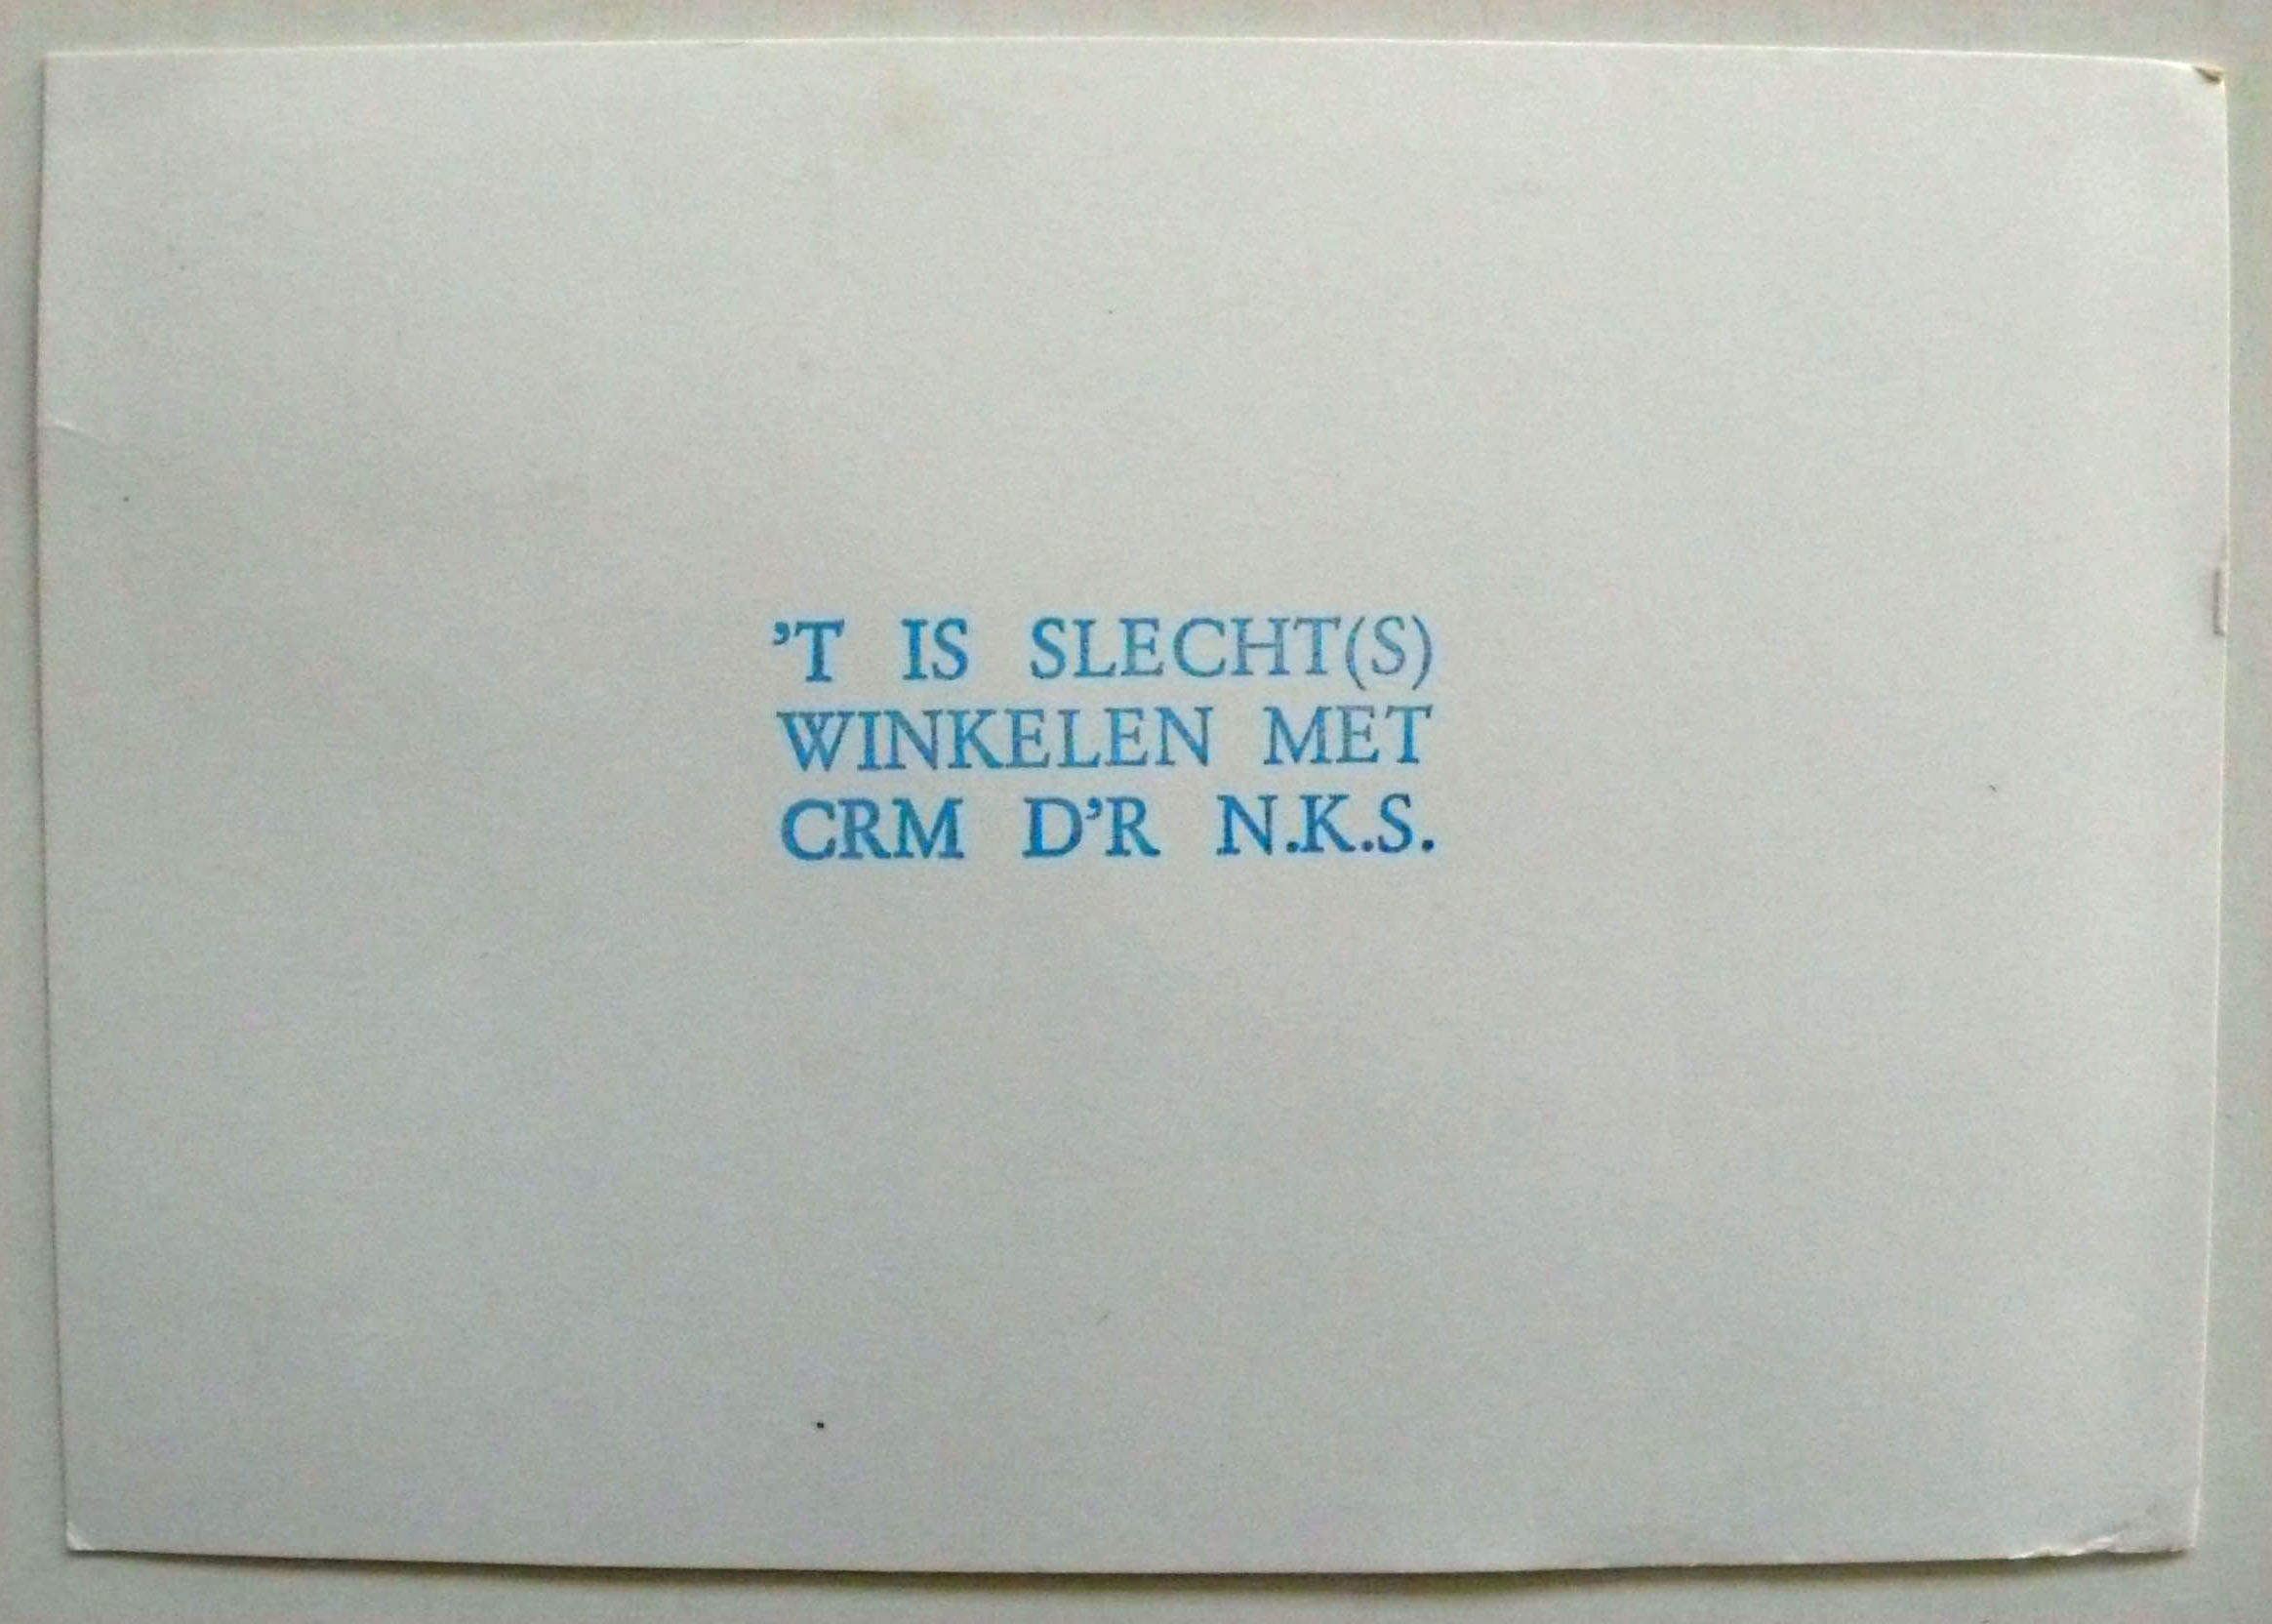 ’T IS SLECHT(S)
WINKELEN MET
CRM D’R N.K.S.